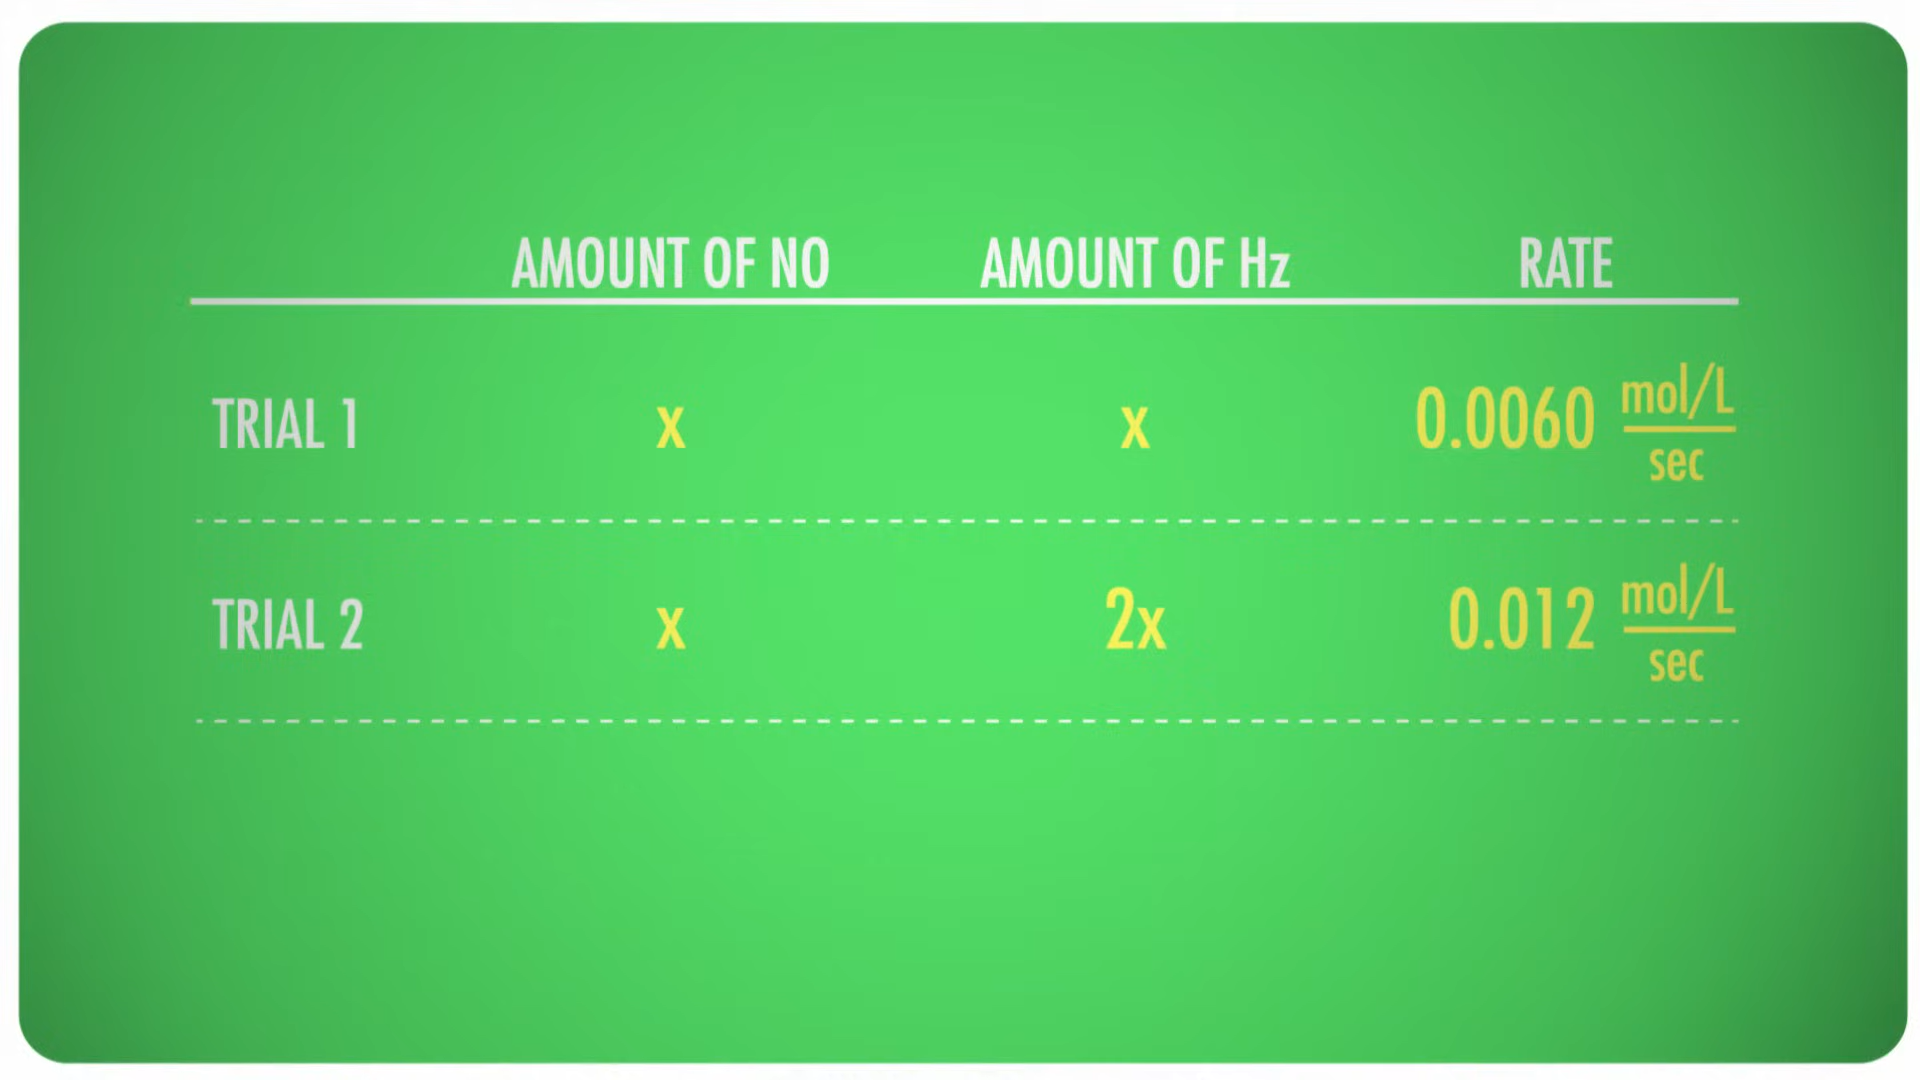 AMOUNT OF NO AMOUNT OF Hz RATE
TRIAL 1 x x 0.0060 mol/L
sec
TRIAL 2 x 2x 0.012 mol/L
sec